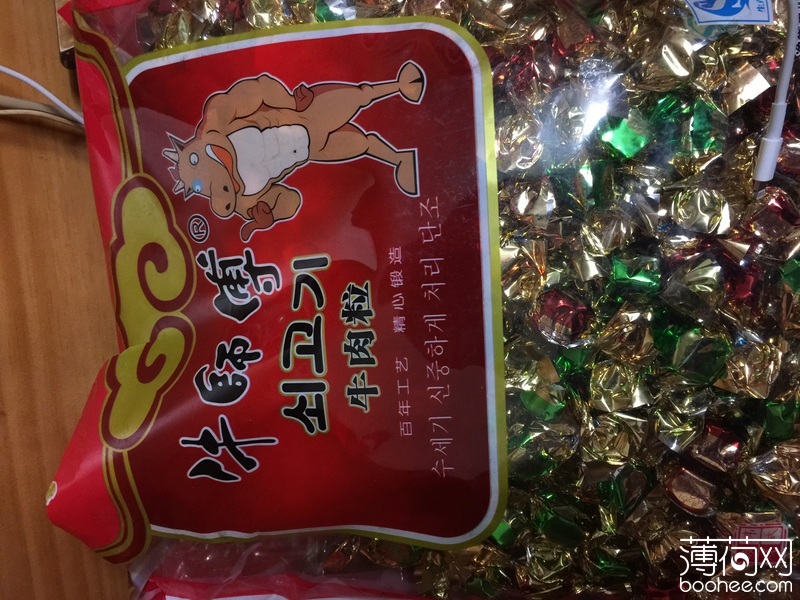 牛師傅®
쇠고기
牛肉粒
百年工艺 精心锻造
수세기 신중하게 처리 단조
薄荷网
boohee.com